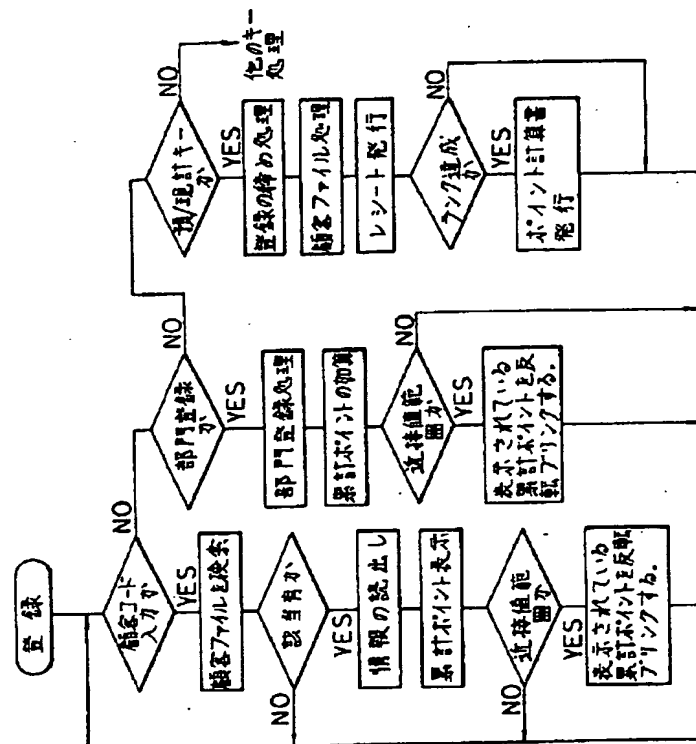 登録
顧客コード
入力か
NO
YES
顧客ファイルを検索
該当有か
NO
YES
情報の読出し
累計ポイント表示
近接値範
囲か
NO
YES
表示されている
累計ポイントを反転
ブリンクする。
部門登録
か
NO
YES
部門登録処理
累計ポイントの加算
近接値範
囲か
NO
YES
表示されている
累計ポイントを反
転ブリンクする。
預/現計キー
か
NO
他のキー
処理
YES
登録の締め処理
顧客ファイル処理
レシート発行
ランク達成
か
NO
YES
ポイント計算書
発行